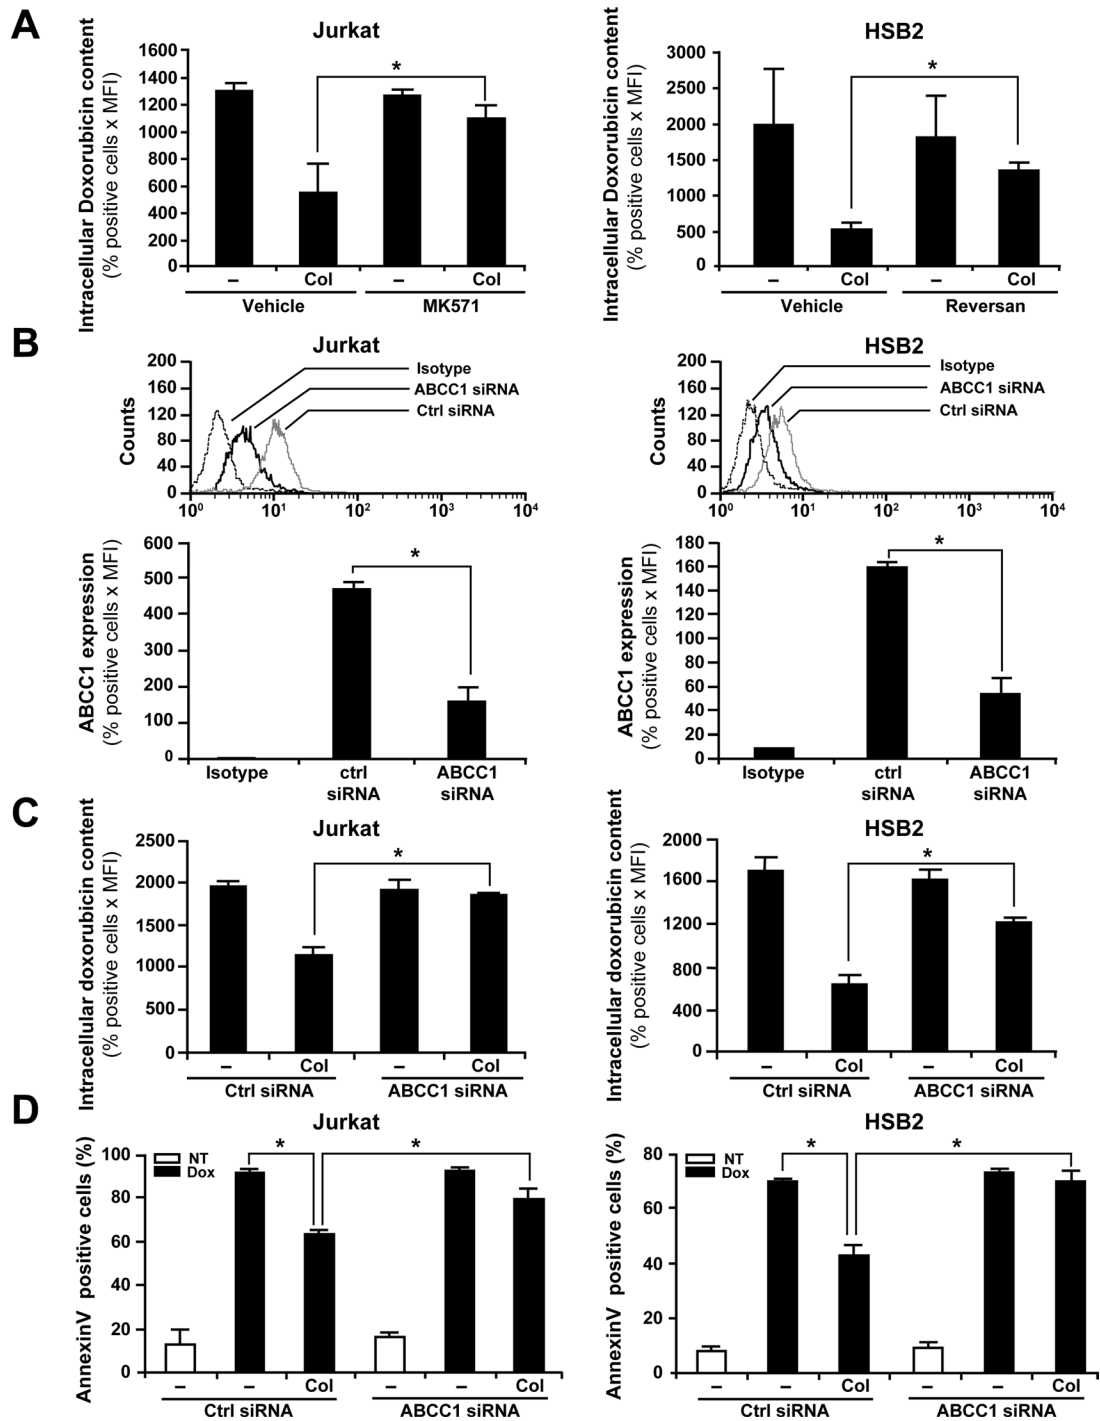 A
Jurkat
Intracellular Doxorubicin content
(% positive cells x MFI)
1600
1400
1200
1000
800
600
400
200
0
– Col – Col
Vehicle MK571
*
HSB2
Intracellular Doxorubicin content
(% positive cells x MFI)
3000
2500
2000
1500
1000
500
0
– Col – Col
Vehicle Reversan
*
B
Jurkat
Counts
200
160
120
80
40
0
10⁰ 10¹ 10² 10³ 10⁴
Isotype
ABCC1 siRNA
Ctrl siRNA
HSB2
Counts
200
160
120
80
40
0
10⁰ 10¹ 10² 10³ 10⁴
Isotype
ABCC1 siRNA
Ctrl siRNA
ABCC1 expression
(% positive cells x MFI)
600
500
400
300
200
100
0
Isotype ctrl ABCC1
siRNA siRNA
*
ABCC1 expression
(% positive cells x MFI)
180
160
140
120
100
80
60
40
20
0
Isotype ctrl ABCC1
siRNA siRNA
*
C
Jurkat
Intracellular doxorubicin content
(% positive cells x MFI)
2500
2000
1500
1000
500
0
– Col – Col
Ctrl siRNA ABCC1 siRNA
*
HSB2
Intracellular doxorubicin content
(% positive cells x MFI)
2000
1600
1200
800
400
0
– Col – Col
Ctrl siRNA ABCC1 siRNA
*
D
Jurkat
AnnexinV positive cells (%)
100
80
60
40
20
0
NT
Dox
* *
– – Col – – Col
Ctrl siRNA ABCC1 siRNA
HSB2
AnnexinV positive cells (%)
80
60
40
20
0
NT
Dox
* *
– – Col – – Col
Ctrl siRNA ABCC1 siRNA